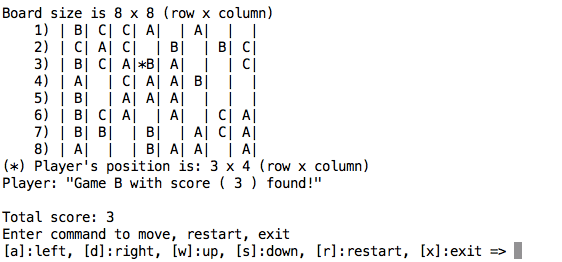 Board size is 8 x 8 (row x column)
    1) | B| C| C| A|  | A|  |  |
    2) | C| A| C|  | B|  | B| C|
    3) | B| C| A|*B| A|  |  | C|
    4) | A|  | C| A| A| B|  |  |
    5) | B|  | A| A| A|  |  |  |
    6) | B| C| A|  | A|  | C| A|
    7) | B| B|  | B|  | A| C| A|
    8) | A|  |  | B| A| A|  | A|
(*) Player's position is: 3 x 4 (row x column)
Player: "Game B with score ( 3 ) found!"
Total score: 3
Enter command to move, restart, exit
[a]:left, [d]:right, [w]:up, [s]:down, [r]:restart, [x]:exit =>